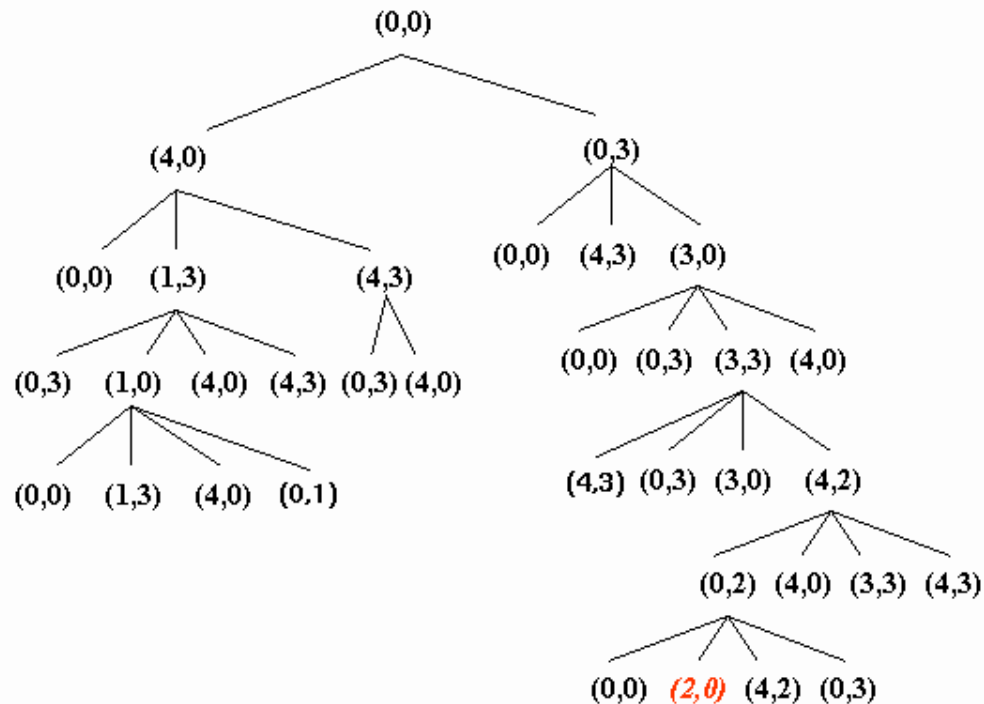 (0,0)
(4,0) (0,3)
(0,0) (1,3) (4,3) (0,0) (4,3) (3,0)
(0,3) (1,0) (4,0) (4,3) (0,3) (4,0) (0,0) (0,3) (3,3) (4,0)
(0,0) (1,3) (4,0) (0,1) (4,3) (0,3) (3,0) (4,2)
(0,2) (4,0) (3,3) (4,3)
(0,0) (2,0) (4,2) (0,3)